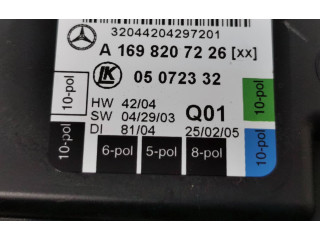 32044204297201
A 169 820 72 26 [xx]
LK
05 0723 32
10-pol
10-pol
HW 42/04
SW 04/29/03
DI 81/04
Q01
25/02/05
10-pol
10-pol
6-pol 5-pol 8-pol